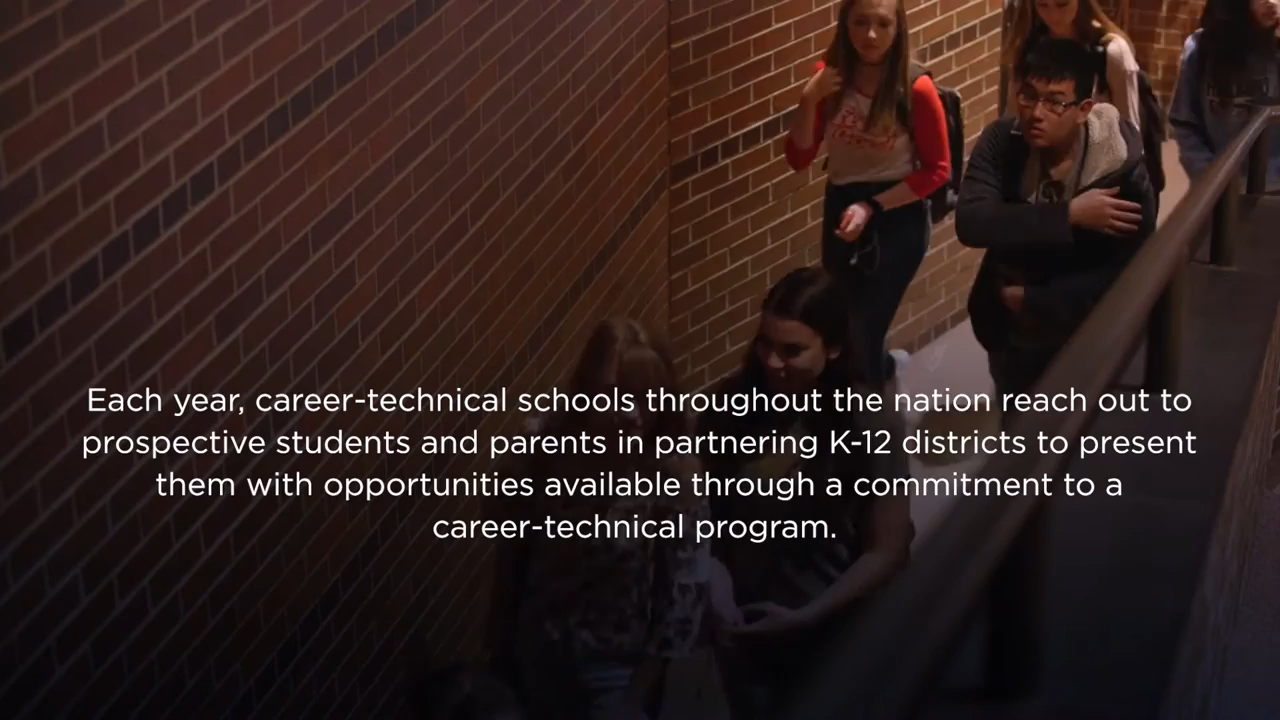 Each year, career-technical schools throughout the nation reach out to
prospective students and parents in partnering K-12 districts to present
them with opportunities available through a commitment to a
career-technical program.